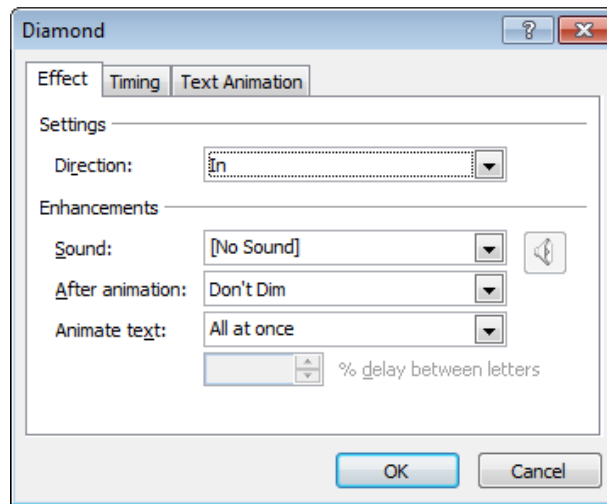 Diamond
Effect Timing Text Animation
Settings
Direction: In
Enhancements
Sound: [No Sound]
After animation: Don't Dim
Animate text: All at once
% delay between letters
OK Cancel